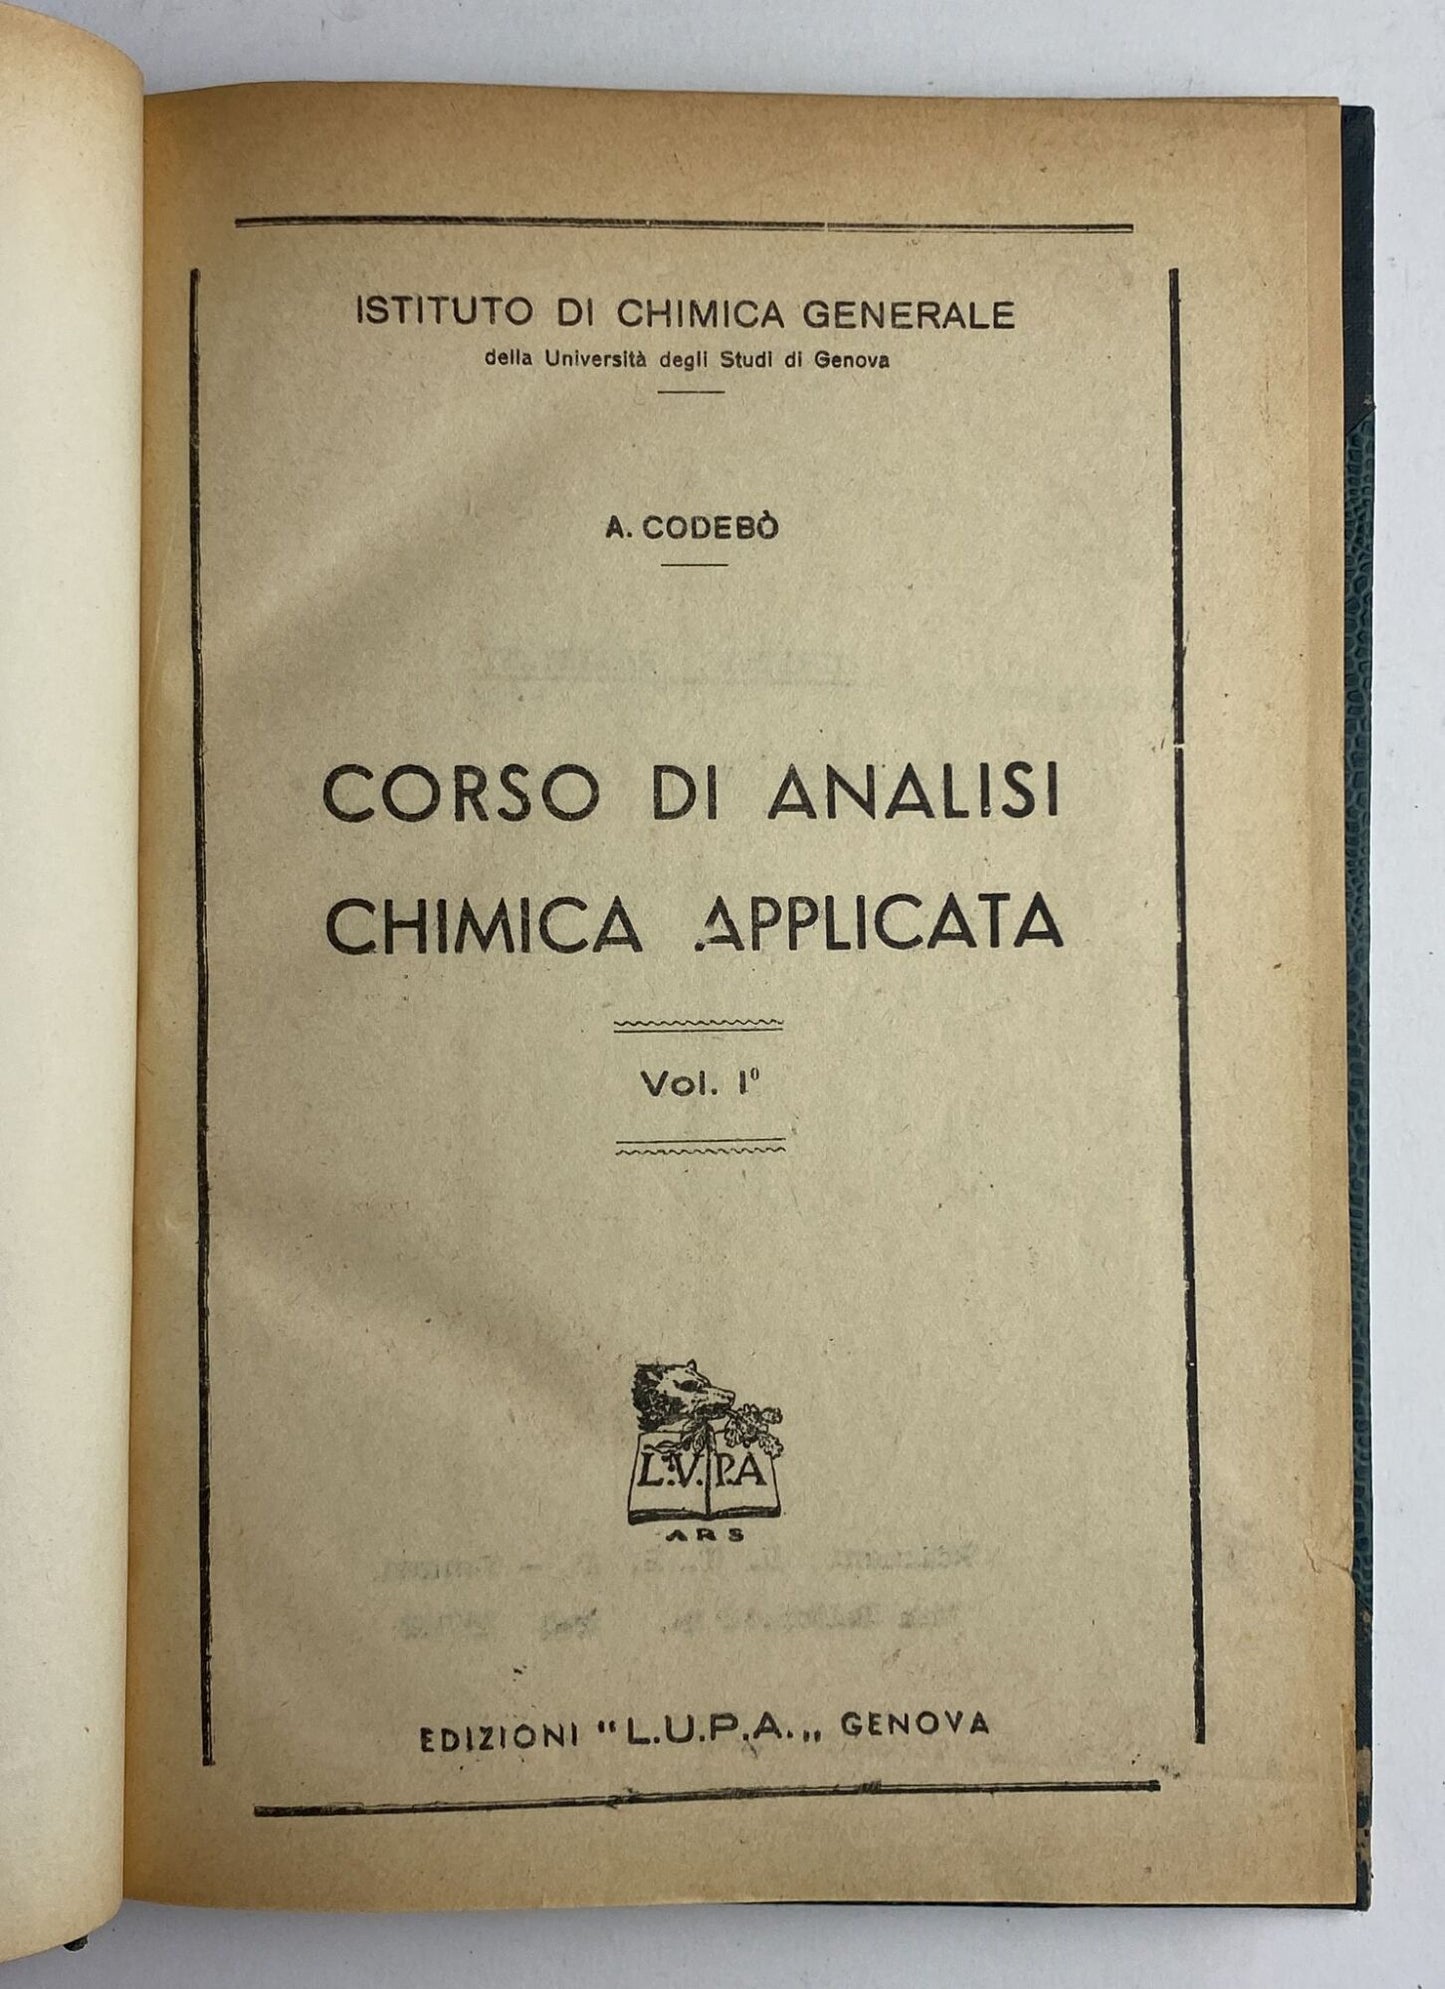 ISTITUTO DI CHIMICA GENERALE
della Università degli Studi di Genova
A. CODEBÒ
CORSO DI ANALISI
CHIMICA APPLICATA
Vol. Iº
L.V.P.A
ARS
EDIZIONI "L.U.P.A.„ GENOVA